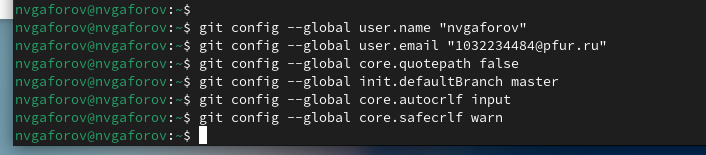 nvgaforov@nvgaforov:~$
nvgaforov@nvgaforov:~$ git config --global user.name "nvgaforov"
nvgaforov@nvgaforov:~$ git config --global user.email "1032234484@pfur.ru"
nvgaforov@nvgaforov:~$ git config --global core.quotepath false
nvgaforov@nvgaforov:~$ git config --global init.defaultBranch master
nvgaforov@nvgaforov:~$ git config --global core.autocrlf input
nvgaforov@nvgaforov:~$ git config --global core.safecrlf warn
nvgaforov@nvgaforov:~$